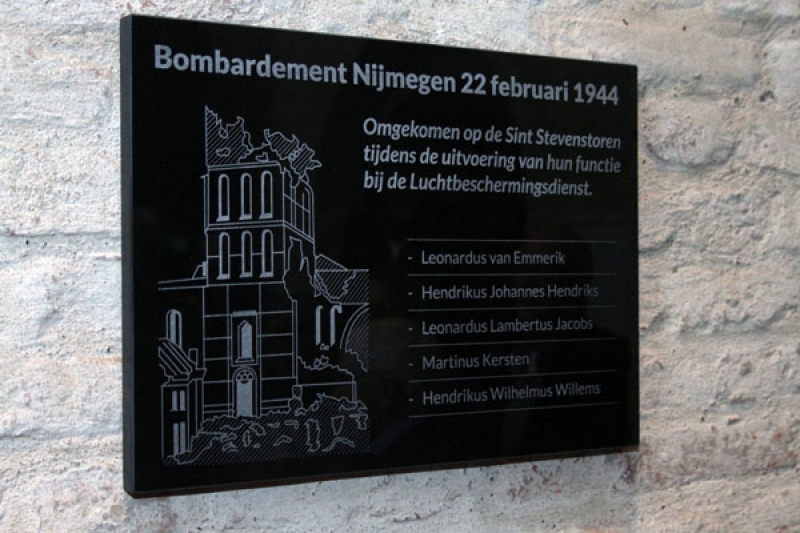 Bombardement Nijmegen 22 februari 1944
Omgekomen op de Sint Stevenstoren
tijdens de uitvoering van hun functie
bij de Luchtbeschermingsdienst.
- Leonardus van Emmerik
- Hendrikus Johannes Hendriks
- Leonardus Lambertus Jacobs
- Martinus Kersten
- Hendrikus Wilhelmus Willems